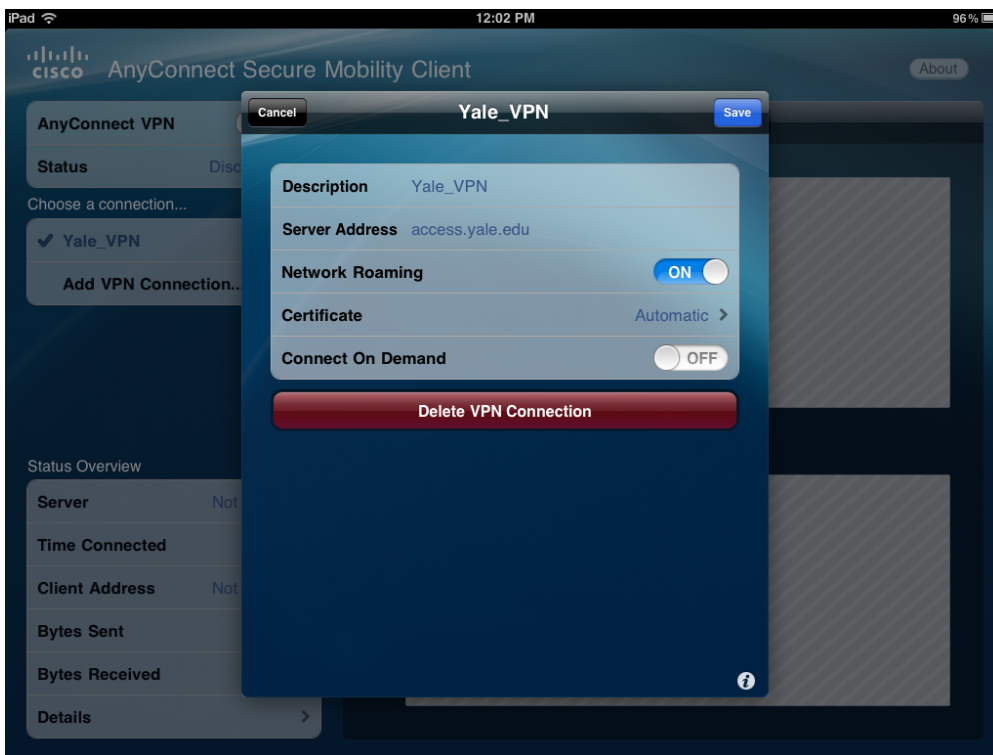 iPad 12:02 PM 96%
CISCO AnyConnect Secure Mobility Client About
AnyConnect VPN
Status
Choose a connection...
Yale_VPN
Add VPN Connection..
Cancel Yale_VPN Save
Description Yale_VPN
Server Address access.yale.edu
Network Roaming ON
Certificate Automatic
Connect On Demand OFF
Delete VPN Connection
Status Overview
Server Not
Time Connected
Client Address Not
Bytes Sent
Bytes Received
Details